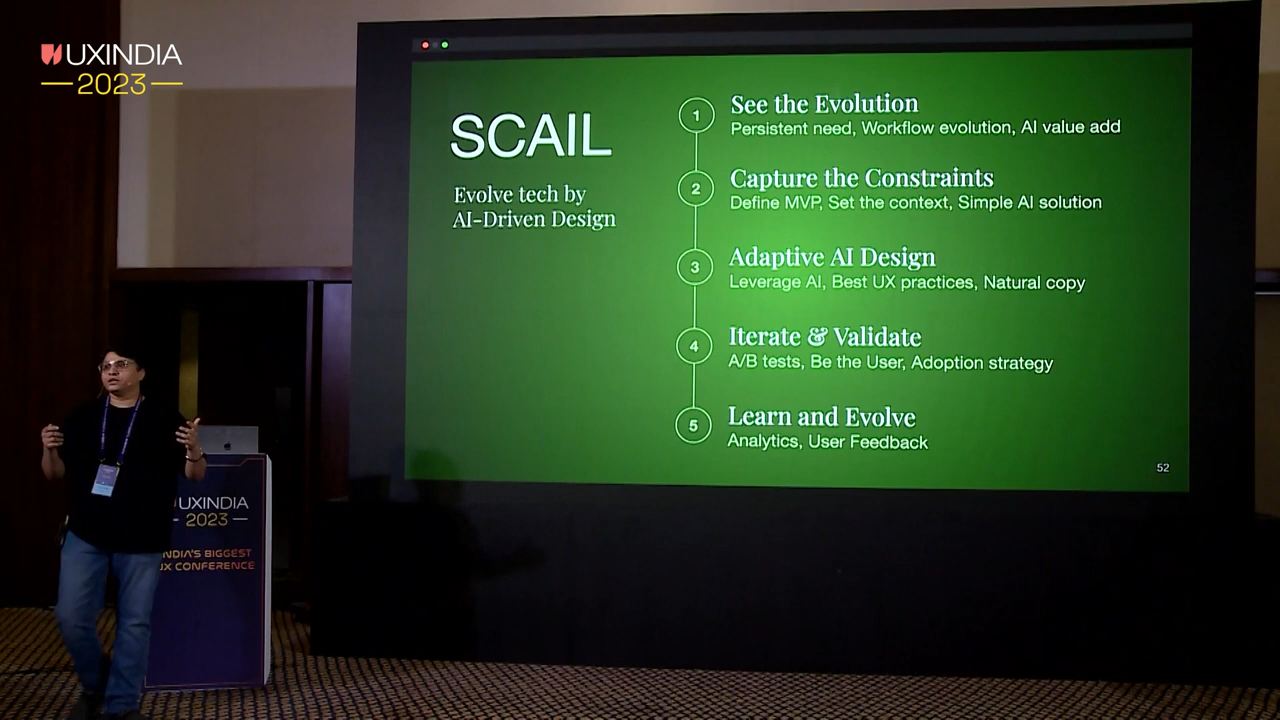 UXINDIA
2023
SCAIL
Evolve tech by
AI-Driven Design
1
See the Evolution
Persistent need, Workflow evolution, AI value add
2
Capture the Constraints
Define MVP, Set the context, Simple AI solution
3
Adaptive AI Design
Leverage AI, Best UX practices, Natural copy
4
Iterate & Validate
A/B tests, Be the User, Adoption strategy
5
Learn and Evolve
Analytics, User Feedback
52
UXINDIA
2023
INDIA'S BIGGEST
UX CONFERENCE